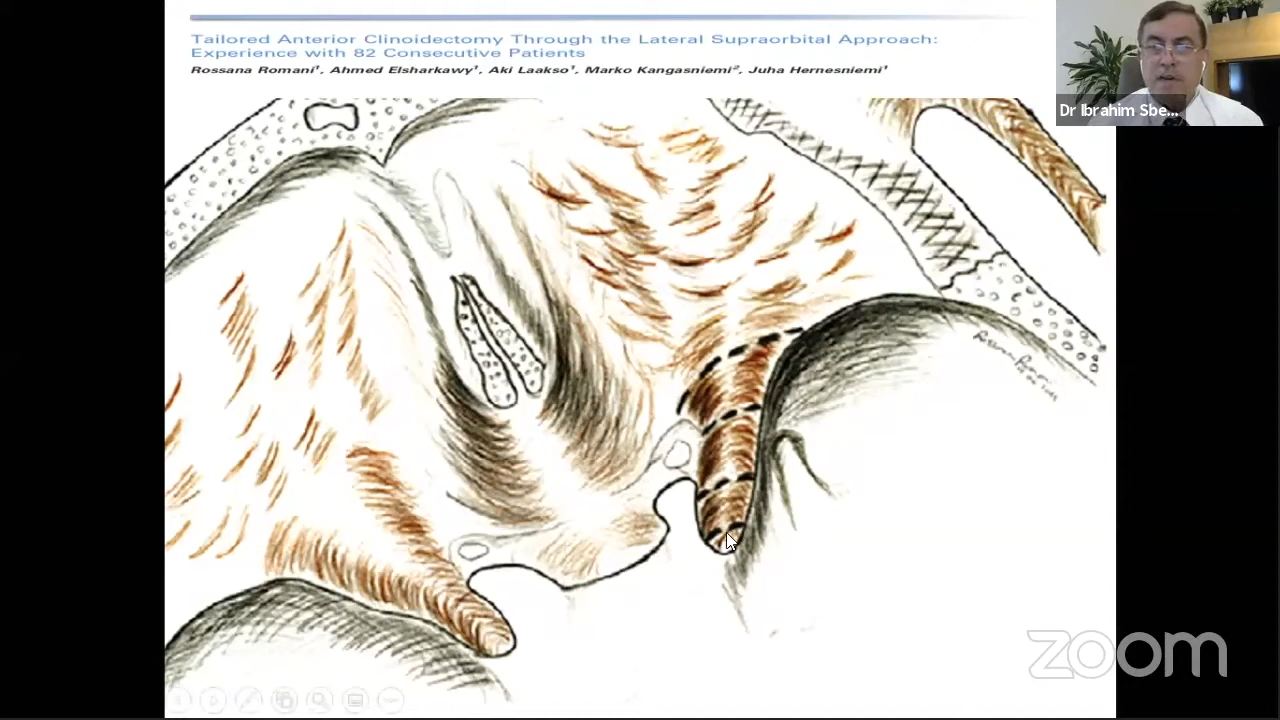 Tailored Anterior Clinoidectomy Through the Lateral Supraorbital Approach:
Experience with 82 Consecutive Patients
Rossana Romani¹, Ahmed Elsharkawy¹, Aki Laakso¹, Marko Kangasniemi², Juha Hernesniemi¹
Dr Ibrahim Sbe...
zoom